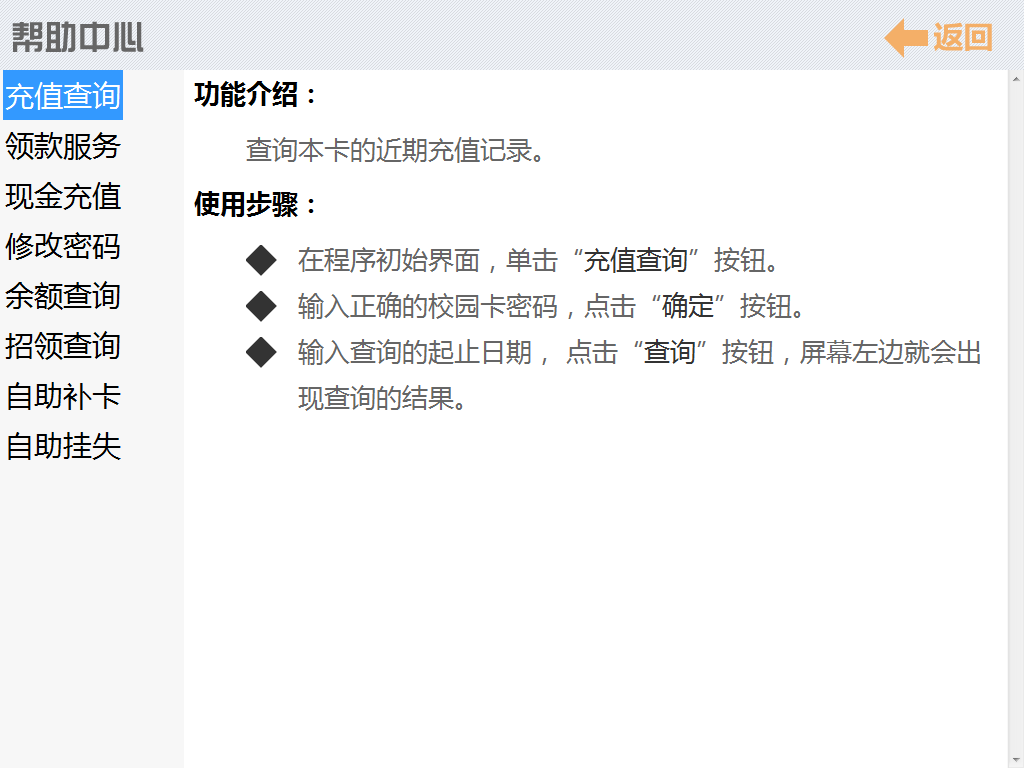 帮助中心
返回
充值查询
领款服务
现金充值
修改密码
余额查询
招领查询
自助补卡
自助挂失
功能介绍：
查询本卡的近期充值记录。
使用步骤：
在程序初始界面，单击“充值查询”按钮。
输入正确的校园卡密码，点击“确定”按钮。
输入查询的起止日期， 点击“查询”按钮，屏幕左边就会出
现查询的结果。